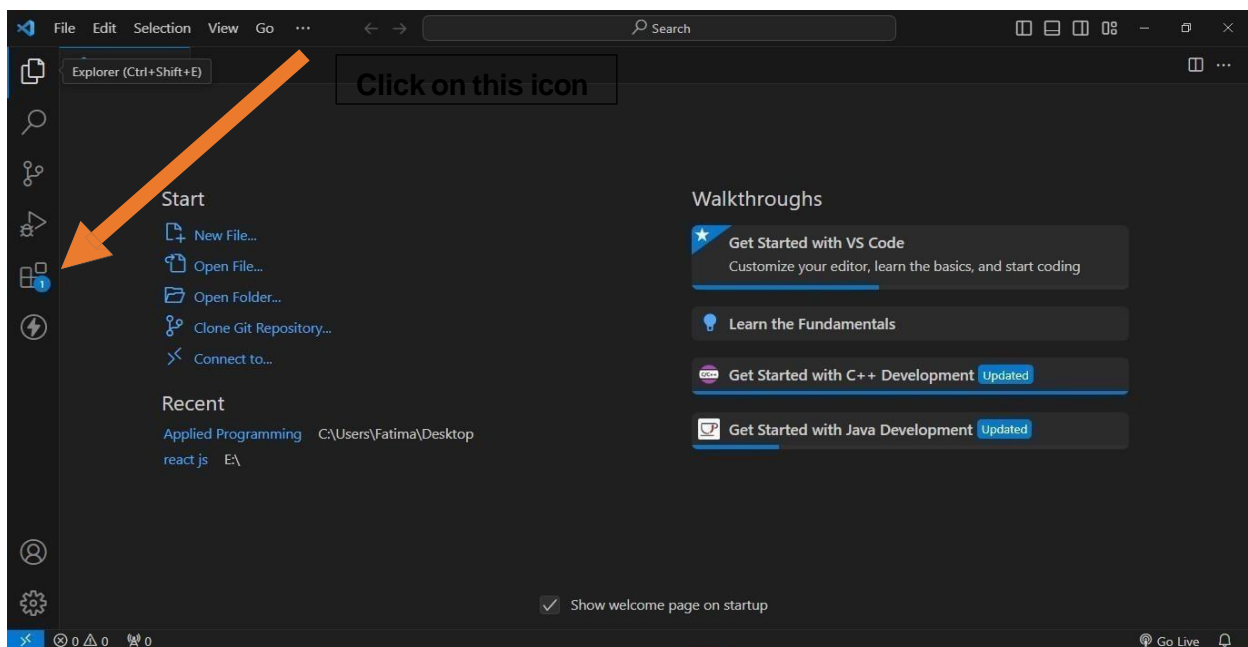 File Edit Selection View Go ··· Search
Explorer (Ctrl+Shift+E)
Click on this icon
Start
New File...
Open File...
Open Folder...
Clone Git Repository...
Connect to...
Recent
Applied Programming C:\Users\Fatima\Desktop
react js E:\
Walkthroughs
Get Started with VS Code
Customize your editor, learn the basics, and start coding
Learn the Fundamentals
C/C++ Get Started with C++ Development Updated
Get Started with Java Development Updated
1
Show welcome page on startup
0 0 0 Go Live